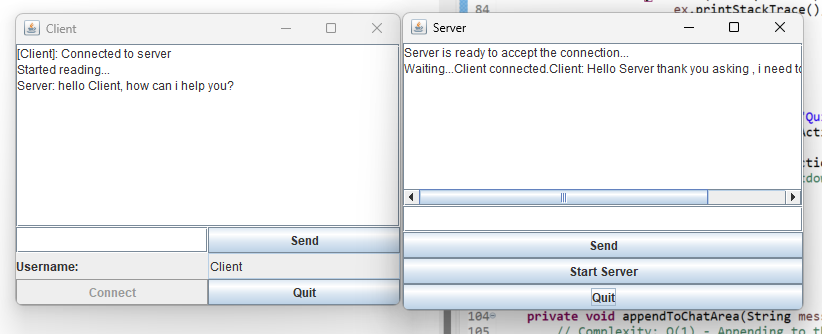 84
ex.printStackTrace()
Client
[Client]: Connected to server
Started reading...
Server: hello Client, how can i help you?
Send
Username:
Client
Connect
Quit
Server
Server is ready to accept the connection...
Waiting...Client connected.Client: Hello Server thank you asking , i need to
Send
Start Server
Quit
"Qui
104
private void appendToChatArea(String mess
105
// Complexity: O(1) - Appending to th